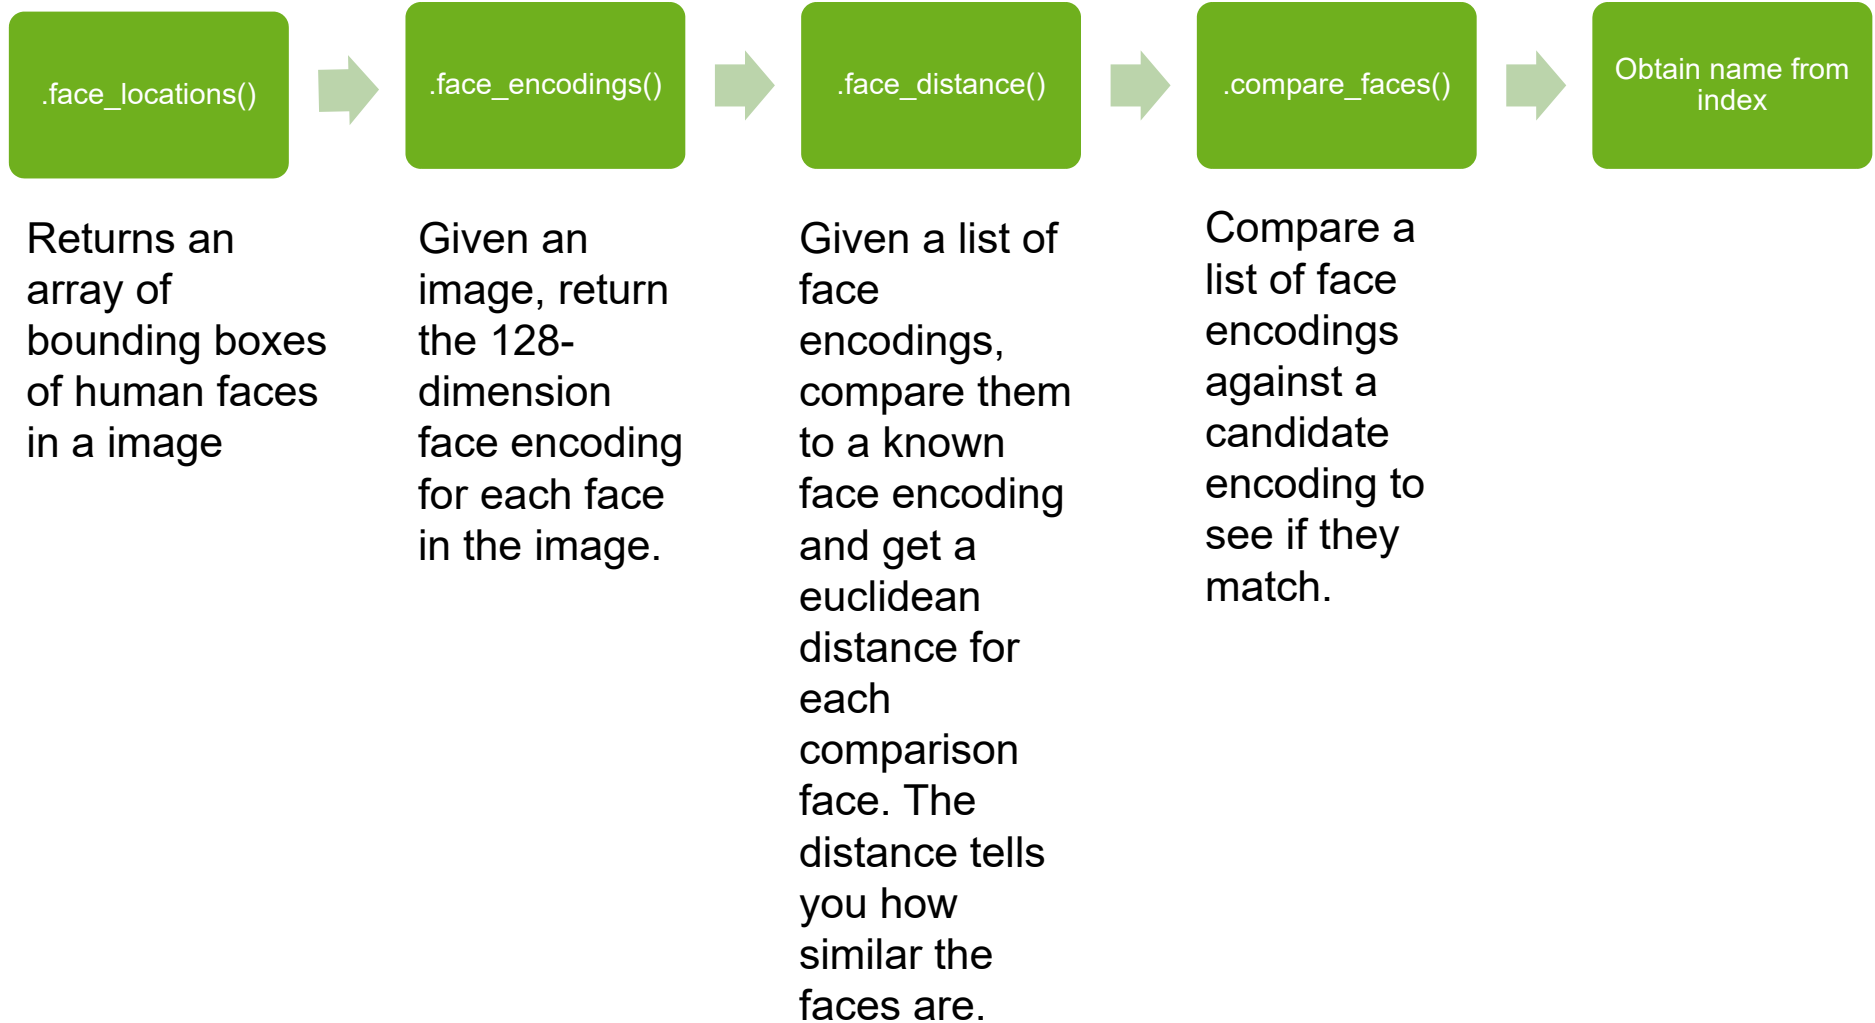 .face_locations()
.face_encodings()
.face_distance()
.compare_faces()
Obtain name from
index
Returns an
array of
bounding boxes
of human faces
in a image
Given an
image, return
the 128-
dimension
face encoding
for each face
in the image.
Given a list of
face
encodings,
compare them
to a known
face encoding
and get a
euclidean
distance for
each
comparison
face. The
distance tells
you how
similar the
faces are.
Compare a
list of face
encodings
against a
candidate
encoding to
see if they
match.